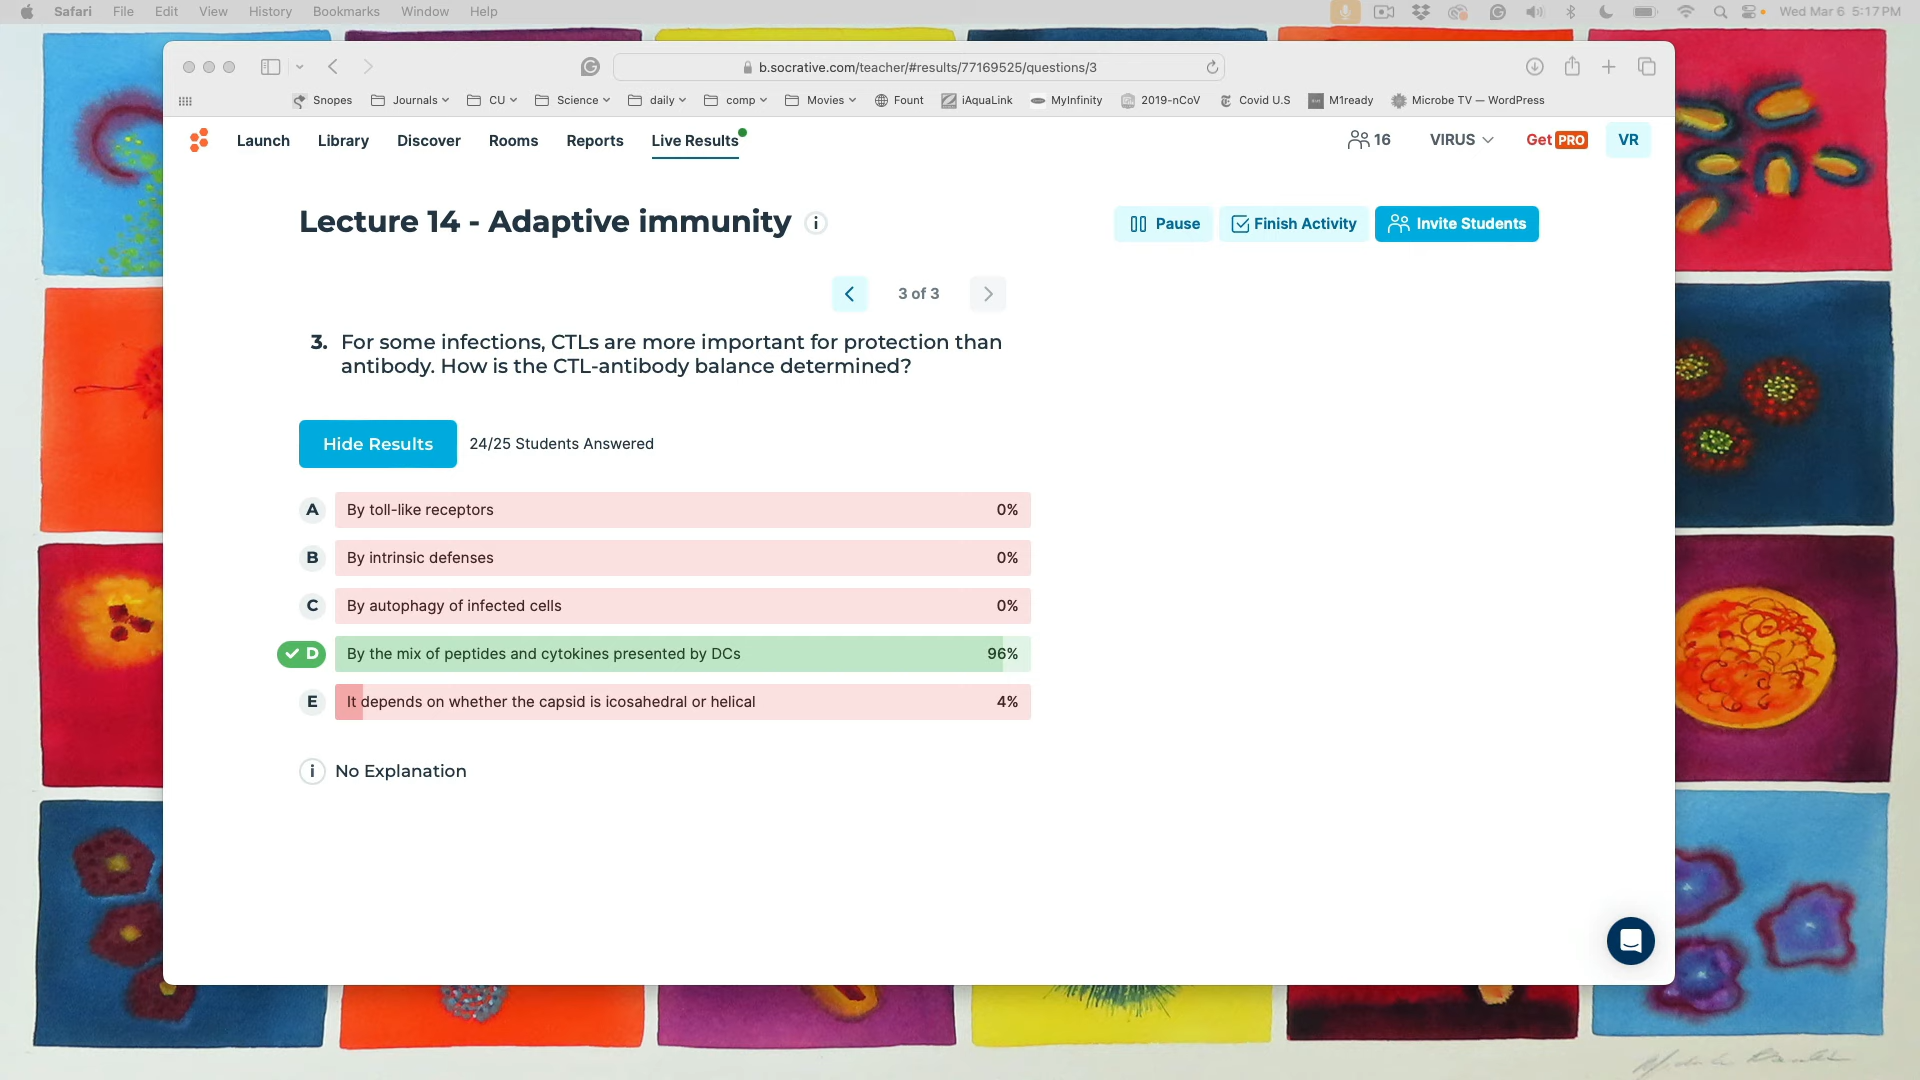 Safari File Edit View History Bookmarks Window Help Wed Mar 6 5:17 PM
b.socrative.com/teacher/#results/77169525/questions/3
Snopes Journals CU Science daily comp Movies Fount iAquaLink MyInfinity 2019-nCoV Covid U.S M1ready Microbe TV — WordPress
Launch Library Discover Rooms Reports Live Results 16 VIRUS Get PRO VR
Lecture 14 - Adaptive immunity i Pause Finish Activity Invite Students
3 of 3
3. For some infections, CTLs are more important for protection than
antibody. How is the CTL-antibody balance determined?
Hide Results 24/25 Students Answered
A By toll-like receptors 0%
B By intrinsic defenses 0%
C By autophagy of infected cells 0%
D By the mix of peptides and cytokines presented by DCs 96%
E It depends on whether the capsid is icosahedral or helical 4%
i No Explanation